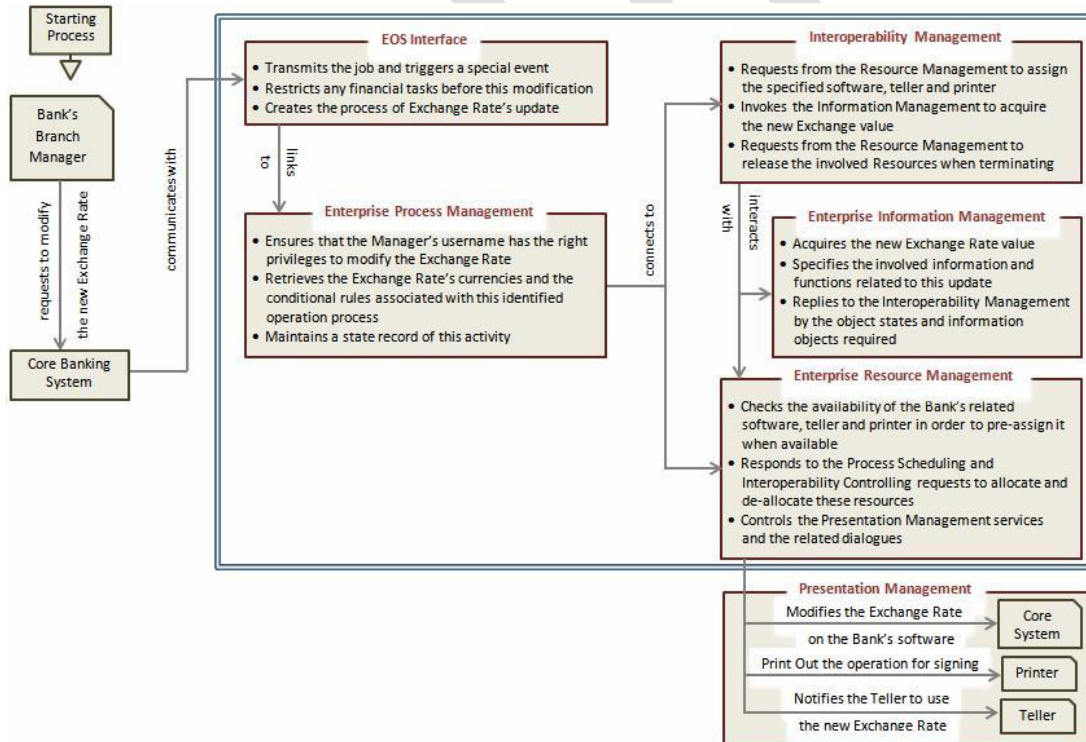 Starting
Process
Bank's
Branch
Manager
requests to modify
the new Exchange Rate
Core Banking
System
communicates with
EOS Interface
• Transmits the job and triggers a special event
• Restricts any financial tasks before this modification
• Creates the process of Exchange Rate's update
links
to
Enterprise Process Management
• Ensures that the Manager's username has the right
privileges to modify the Exchange Rate
• Retrieves the Exchange Rate's currencies and the
conditional rules associated with this identified
operation process
• Maintains a state record of this activity
connects to
Interoperability Management
• Requests from the Resource Management to assign
the specified software, teller and printer
• Invokes the Information Management to acquire
the new Exchange value
• Requests from the Resource Management to
release the involved Resources when terminating
interacts
with
Enterprise Information Management
• Acquires the new Exchange Rate value
• Specifies the involved information and
functions related to this update
• Replies to the Interoperability Management
by the object states and information
objects required
Enterprise Resource Management
• Checks the availability of the Bank's related
software, teller and printer in order to pre-assign it
when available
• Responds to the Process Scheduling and
Interoperability Controlling requests to allocate and
de-allocate these resources
• Controls the Presentation Management services
and the related dialogues
Presentation Management
Modifies the Exchange Rate
on the Bank's software
Core
System
Print Out the operation for signing
Printer
Notifies the Teller to use
the new Exchange Rate
Teller